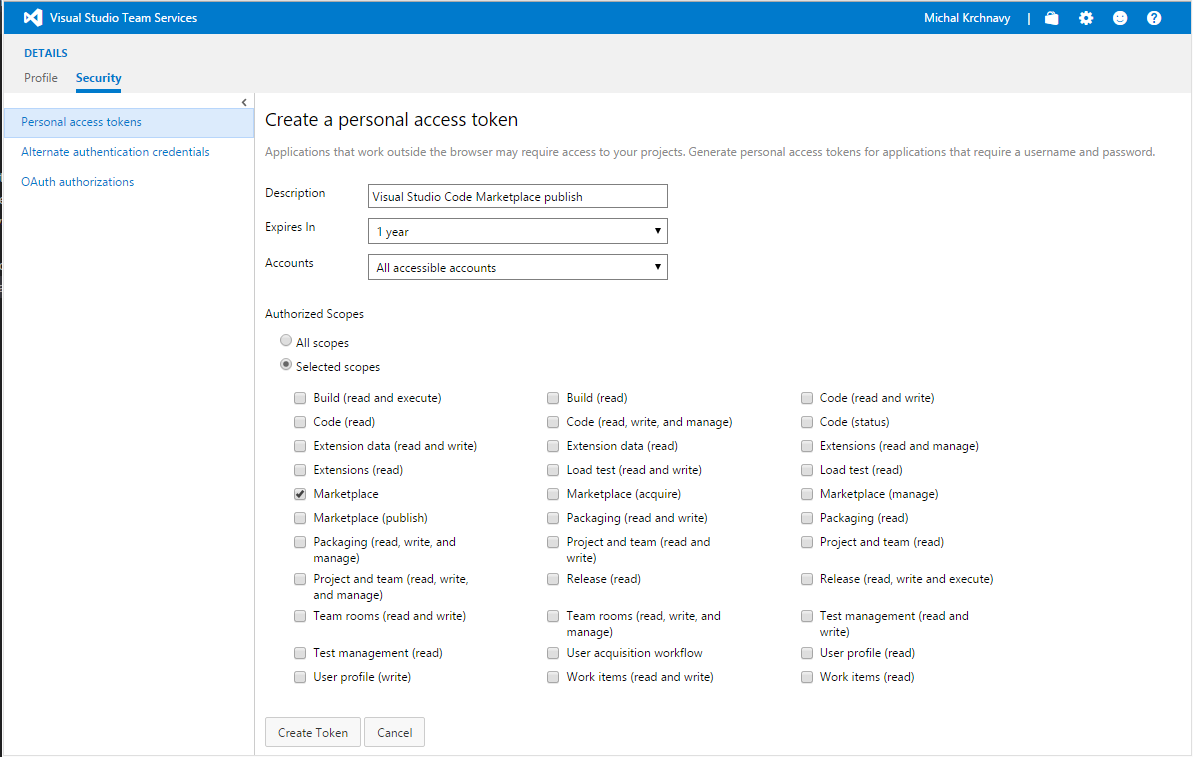 Visual Studio Team Services
Michal Krchnavy |
DETAILS
Profile Security
Personal access tokens
Alternate authentication credentials
OAuth authorizations
Create a personal access token
Applications that work outside the browser may require access to your projects. Generate personal access tokens for applications that require a username and password.
Description Visual Studio Code Marketplace publish
Expires In 1 year
Accounts All accessible accounts
Authorized Scopes
All scopes
Selected scopes
Build (read and execute) Build (read) Code (read and write)
Code (read) Code (read, write, and manage) Code (status)
Extension data (read and write) Extension data (read) Extensions (read and manage)
Extensions (read) Load test (read and write) Load test (read)
Marketplace Marketplace (acquire) Marketplace (manage)
Marketplace (publish) Packaging (read and write) Packaging (read)
Packaging (read, write, and Project and team (read and Project and team (read)
manage) write)
Project and team (read, write, Release (read) Release (read, write and execute)
and manage)
Team rooms (read and write) Team rooms (read, write, and Test management (read and
manage) write)
Test management (read) User acquisition workflow User profile (read)
User profile (write) Work items (read and write) Work items (read)
Create Token Cancel